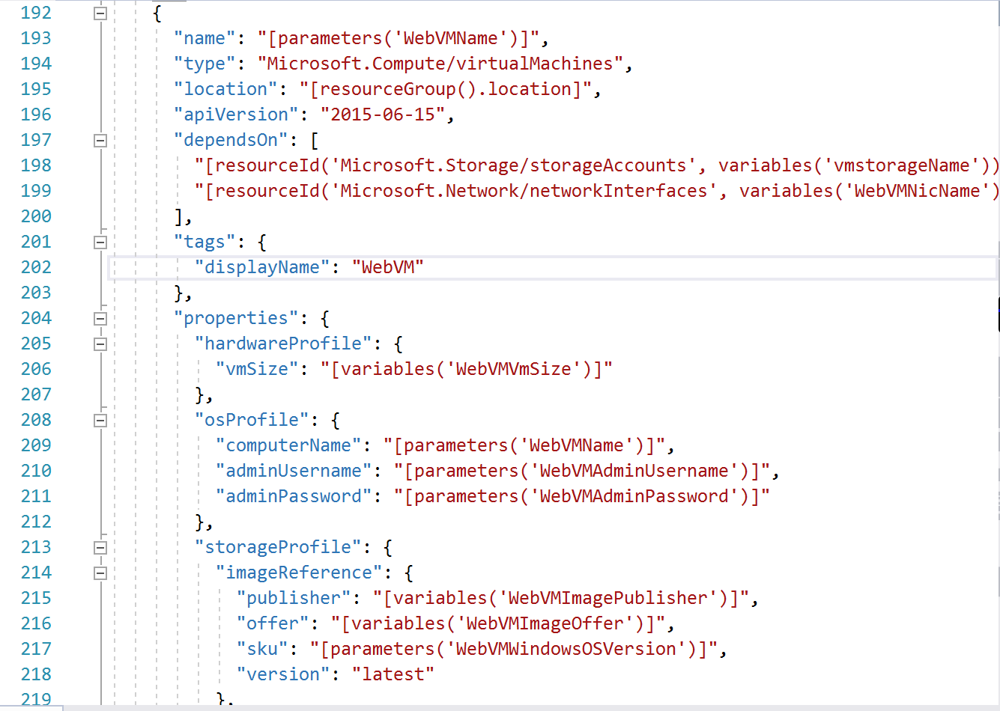 192 {
193 "name": "[parameters('WebVMName')]",
194 "type": "Microsoft.Compute/virtualMachines",
195 "location": "[resourceGroup().location]",
196 "apiVersion": "2015-06-15",
197 "dependsOn": [
198 "[resourceId('Microsoft.Storage/storageAccounts', variables('vmstorageName'))
199 "[resourceId('Microsoft.Network/networkInterfaces', variables('WebVMNicName')
200 ],
201 "tags": {
202 "displayName": "WebVM"
203 },
204 "properties": {
205 "hardwareProfile": {
206 "vmSize": "[variables('WebVMVmSize')]"
207 },
208 "osProfile": {
209 "computerName": "[parameters('WebVMName')]",
210 "adminUsername": "[parameters('WebVMAdminUsername')]",
211 "adminPassword": "[parameters('WebVMAdminPassword')]"
212 },
213 "storageProfile": {
214 "imageReference": {
215 "publisher": "[variables('WebVMImagePublisher')]",
216 "offer": "[variables('WebVMImageOffer')]",
217 "sku": "[parameters('WebVMWindowsOSVersion')]",
218 "version": "latest"
219 },